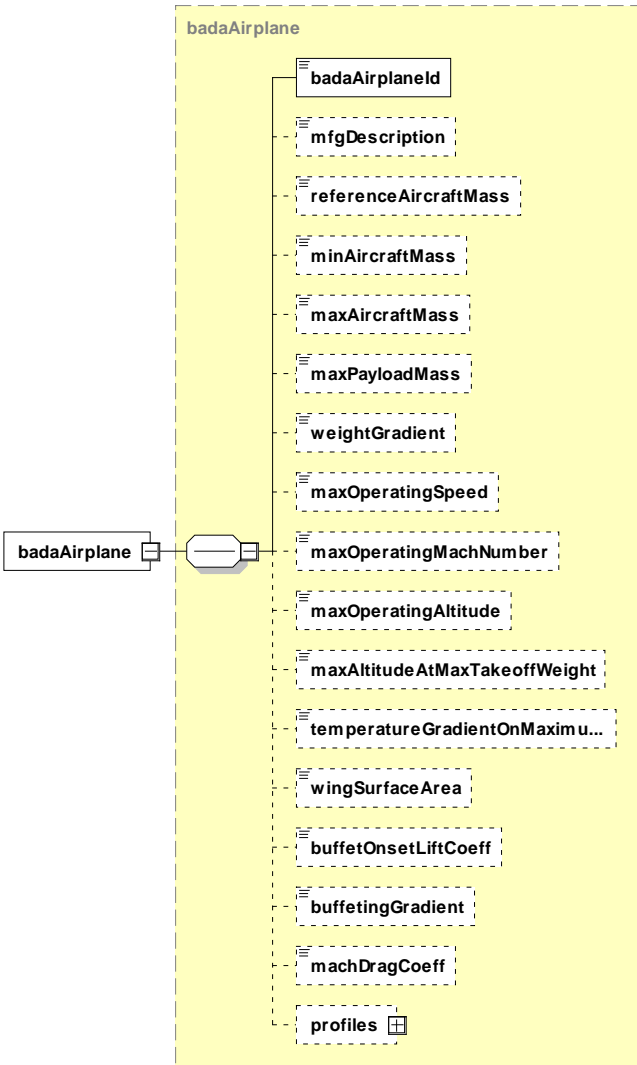 badaAirplane
badaAirplaneId
mfgDescription
referenceAircraftMass
minAircraftMass
maxAircraftMass
maxPayloadMass
weightGradient
maxOperatingSpeed
badaAirplane
maxOperatingMachNumber
maxOperatingAltitude
maxAltitudeAtMaxTakeoffWeight
temperatureGradientOnMaximu...
wingSurfaceArea
buffetOnsetLiftCoeff
buffetingGradient
machDragCoeff
profiles